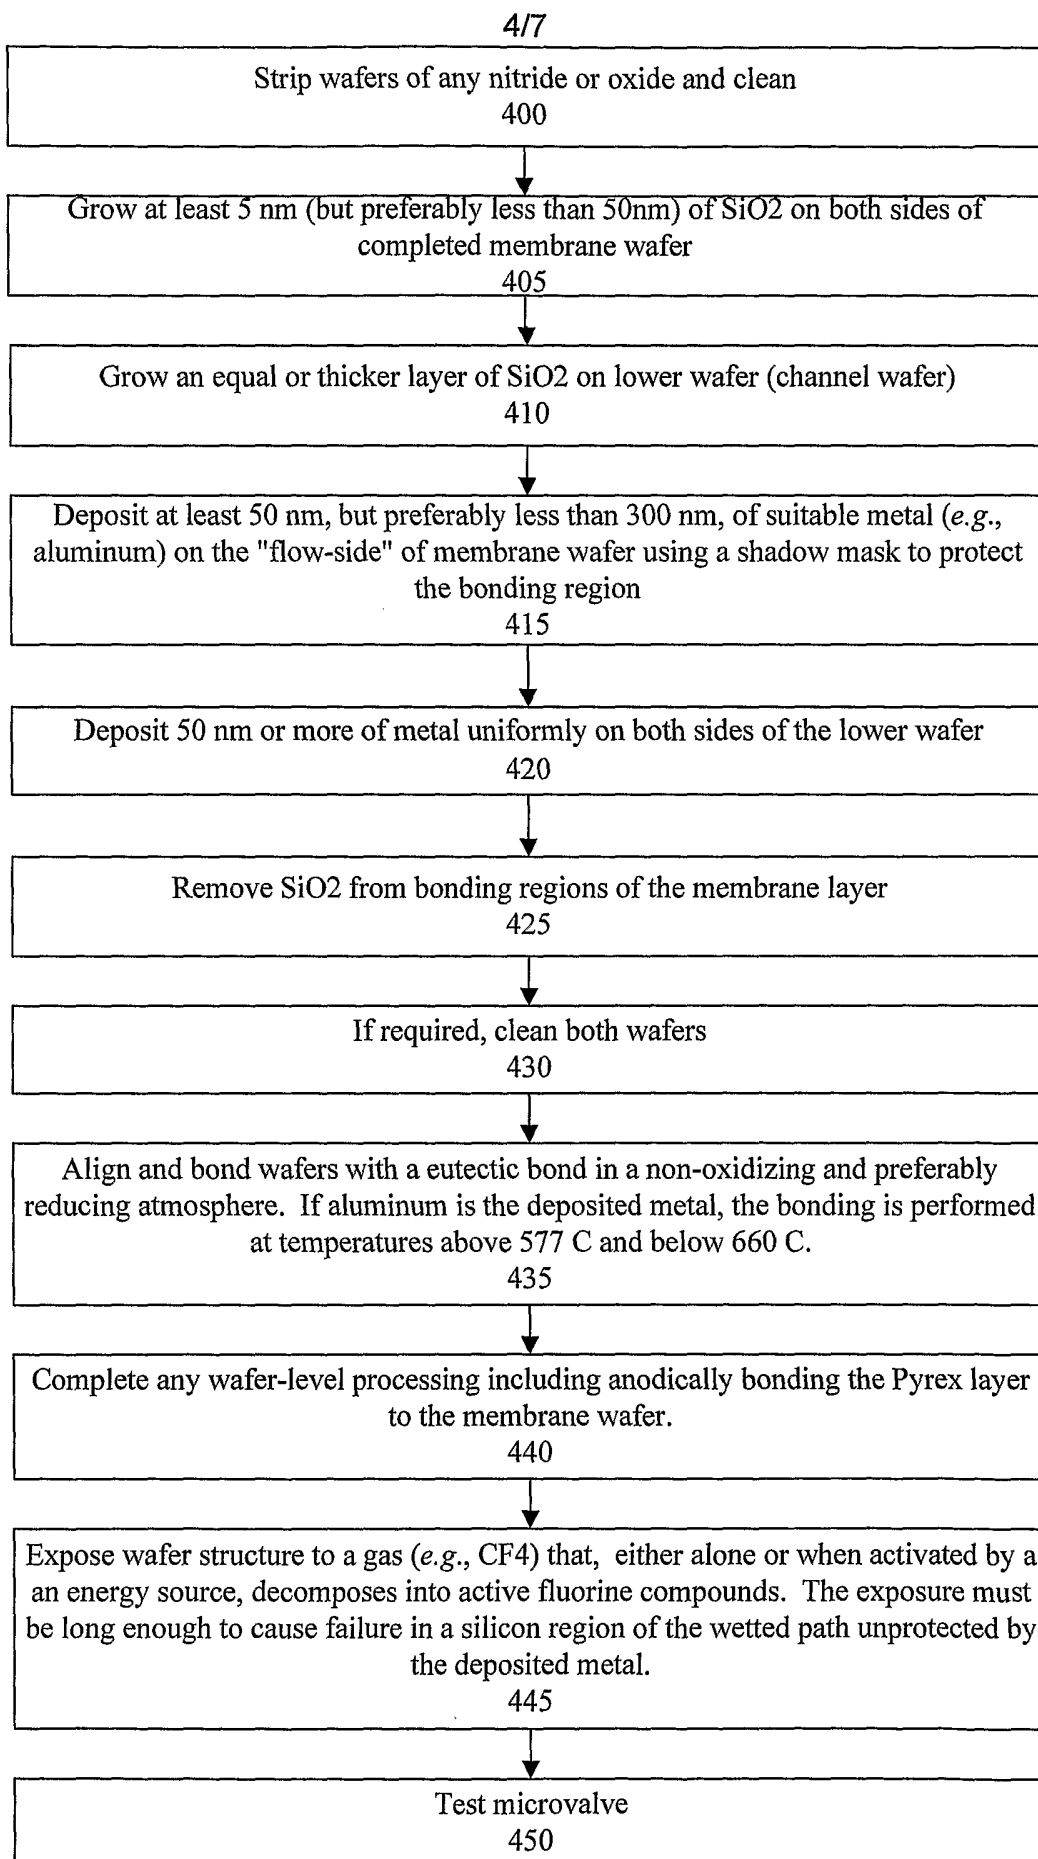 4/7
Strip wafers of any nitride or oxide and clean
400
Grow at least 5 nm (but preferably less than 50nm) of SiO2 on both sides of
completed membrane wafer
405
Grow an equal or thicker layer of SiO2 on lower wafer (channel wafer)
410
Deposit at least 50 nm, but preferably less than 300 nm, of suitable metal (e.g.,
aluminum) on the "flow-side" of membrane wafer using a shadow mask to protect
the bonding region
415
Deposit 50 nm or more of metal uniformly on both sides of the lower wafer
420
Remove SiO2 from bonding regions of the membrane layer
425
If required, clean both wafers
430
Align and bond wafers with a eutectic bond in a non-oxidizing and preferably
reducing atmosphere. If aluminum is the deposited metal, the bonding is performed
at temperatures above 577 C and below 660 C.
435
Complete any wafer-level processing including anodically bonding the Pyrex layer
to the membrane wafer.
440
Expose wafer structure to a gas (e.g., CF4) that, either alone or when activated by a
an energy source, decomposes into active fluorine compounds. The exposure must
be long enough to cause failure in a silicon region of the wetted path unprotected by
the deposited metal.
445
Test microvalve
450